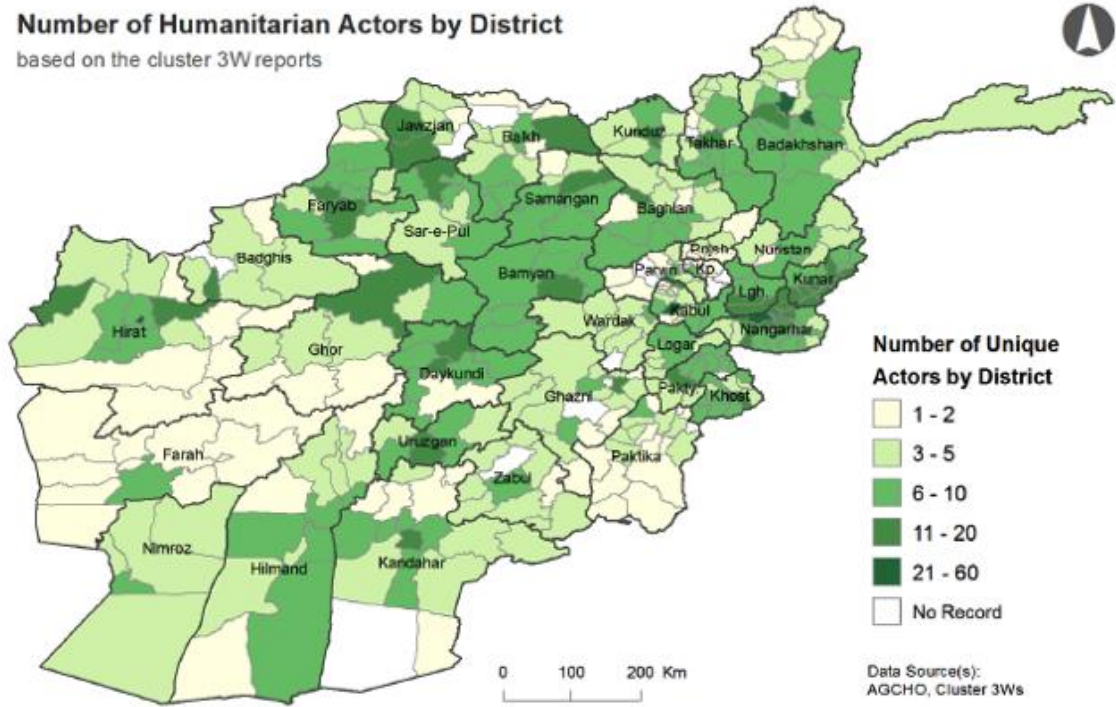 Number of Humanitarian Actors by District
based on the cluster 3W reports
Jawzjan
Balkh
Kunduz
Takhar
Badakhshan
Faryab
Samangan
Baghlan
Sar-e-Pul
Badghis
Bamyan
Parwin
Pnjsh
Kp.
Nuristan
Kunar
Lgh.
Hirat
Kabul
Nangarhar
Wardak
Ghor
Logar
Daykundi
Pakty.
Khost
Ghazni
Uruzgan
Farah
Paktika
Zabul
Nimroz
Hilmand
Kandahar
Number of Unique
Actors by District
1 - 2
3 - 5
6 - 10
11 - 20
21 - 60
No Record
0 100 200 Km
Data Source(s):
AGCHO, Cluster 3Ws